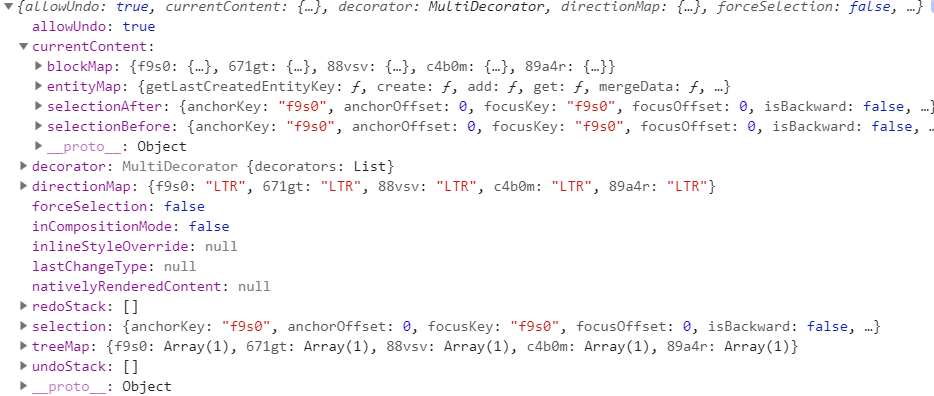 {allowUndo: true, currentContent: {…}, decorator: MultiDecorator, directionMap: {…}, forceSelection: false, …}
allowUndo: true
currentContent:
blockMap: {f9s0: {…}, 671gt: {…}, 88vsv: {…}, c4b0m: {…}, 89a4r: {…}}
entityMap: {getLastCreatedEntityKey: ƒ, create: ƒ, add: ƒ, get: ƒ, mergeData: ƒ, …}
selectionAfter: {anchorKey: "f9s0", anchorOffset: 0, focusKey: "f9s0", focusOffset: 0, isBackward: false, …}
selectionBefore: {anchorKey: "f9s0", anchorOffset: 0, focusKey: "f9s0", focusOffset: 0, isBackward: false, …
__proto__: Object
decorator: MultiDecorator {decorators: List}
directionMap: {f9s0: "LTR", 671gt: "LTR", 88vsv: "LTR", c4b0m: "LTR", 89a4r: "LTR"}
forceSelection: false
inCompositionMode: false
inlineStyleOverride: null
lastChangeType: null
nativelyRenderedContent: null
redoStack: []
selection: {anchorKey: "f9s0", anchorOffset: 0, focusKey: "f9s0", focusOffset: 0, isBackward: false, …}
treeMap: {f9s0: Array(1), 671gt: Array(1), 88vsv: Array(1), c4b0m: Array(1), 89a4r: Array(1)}
undoStack: []
__proto__: Object